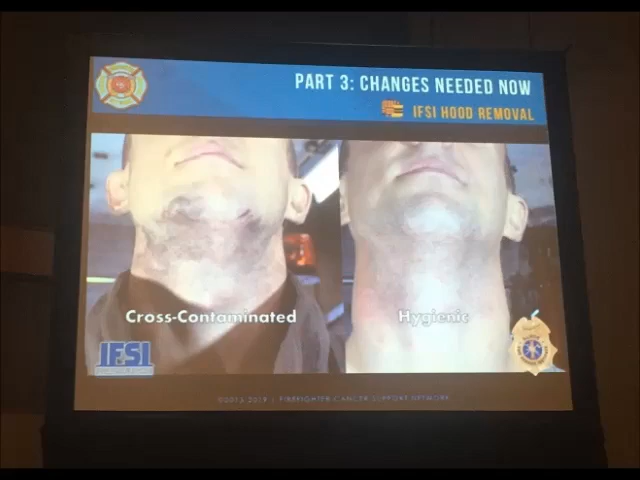 PART 3: CHANGES NEEDED NOW
IFSI HOOD REMOVAL
Cross-Contaminated
Hygienic
IFSI
©2013-2019 | FIREFIGHTER CANCER SUPPORT NETWORK